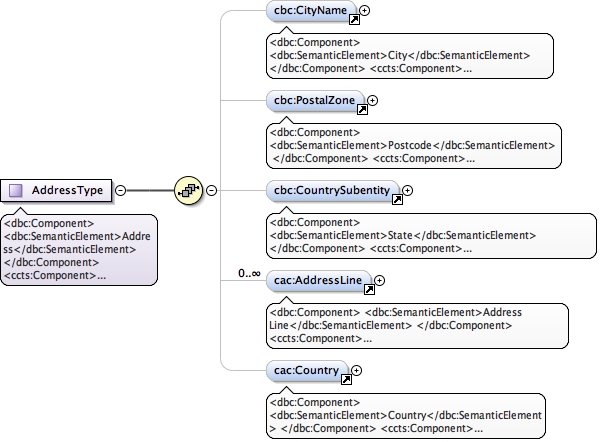 cbc:CityName
<dbc:Component>
<dbc:SemanticElement>City</dbc:SemanticElement>
</dbc:Component> <ccts:Component>...
cbc:PostalZone
<dbc:Component>
<dbc:SemanticElement>Postcode</dbc:SemanticElement>
</dbc:Component> <ccts:Component>...
AddressType
<dbc:Component>
<dbc:SemanticElement>Addre
ss</dbc:SemanticElement>
</dbc:Component>
<ccts:Component>...
cbc:CountrySubentity
<dbc:Component>
<dbc:SemanticElement>State</dbc:SemanticElement>
</dbc:Component> <ccts:Component>...
0..∞
cac:AddressLine
<dbc:Component> <dbc:SemanticElement>Address
Line</dbc:SemanticElement> </dbc:Component>
<ccts:Component>...
cac:Country
<dbc:Component>
<dbc:SemanticElement>Country</dbc:SemanticElement
> </dbc:Component> <ccts:Component>...